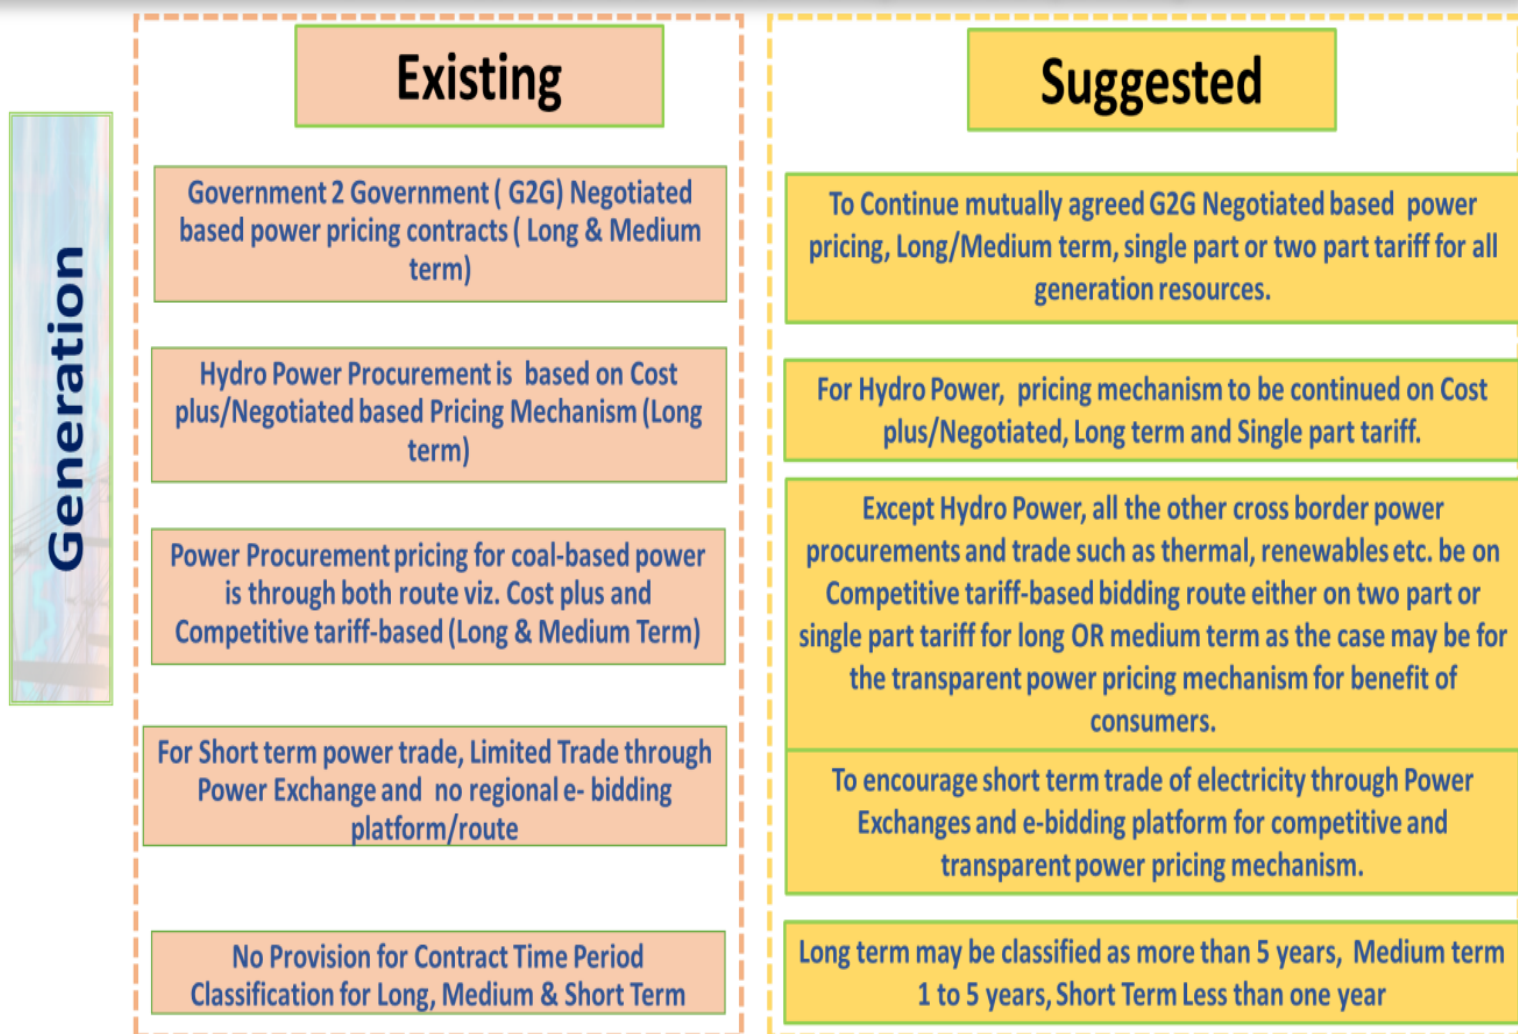 Generation
Existing
Government 2 Government ( G2G) Negotiated
based power pricing contracts ( Long & Medium
term)
Hydro Power Procurement is based on Cost
plus/Negotiated based Pricing Mechanism (Long
term)
Power Procurement pricing for coal-based power
is through both route viz. Cost plus and
Competitive tariff-based (Long & Medium Term)
For Short term power trade, Limited Trade through
Power Exchange and no regional e- bidding
platform/route
No Provision for Contract Time Period
Classification for Long, Medium & Short Term
Suggested
To Continue mutually agreed G2G Negotiated based power
pricing, Long/Medium term, single part or two part tariff for all
generation resources.
For Hydro Power, pricing mechanism to be continued on Cost
plus/Negotiated, Long term and Single part tariff.
Except Hydro Power, all the other cross border power
procurements and trade such as thermal, renewables etc. be on
Competitive tariff-based bidding route either on two part or
single part tariff for long OR medium term as the case may be for
the transparent power pricing mechanism for benefit of
consumers.
To encourage short term trade of electricity through Power
Exchanges and e-bidding platform for competitive and
transparent power pricing mechanism.
Long term may be classified as more than 5 years, Medium term
1 to 5 years, Short Term Less than one year